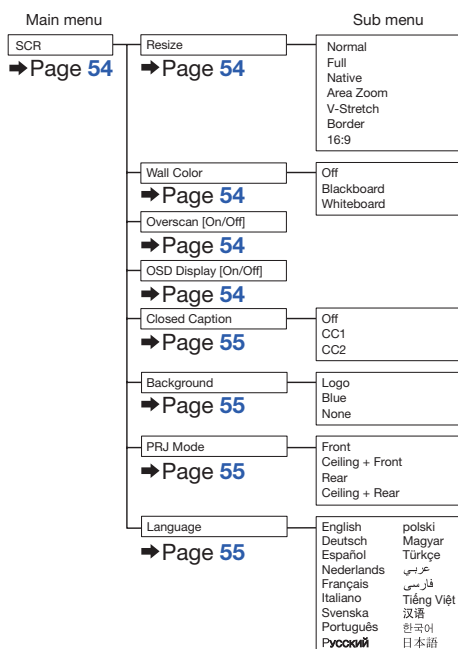 Main menu
Sub menu
SCR
➡Page 54
Resize
➡Page 54
Normal
Full
Native
Area Zoom
V-Stretch
Border
16:9
Wall Color
➡Page 54
Off
Blackboard
Whiteboard
Overscan [On/Off]
➡Page 54
OSD Display [On/Off]
➡Page 54
Closed Caption
➡Page 55
Off
CC1
CC2
Background
➡Page 55
Logo
Blue
None
PRJ Mode
➡Page 55
Front
Ceiling + Front
Rear
Ceiling + Rear
Language
➡Page 55
English
Deutsch
Español
Nederlands
Français
Italiano
Svenska
Português
Русский
polski
Magyar
Türkçe
عربي
فارسی
Tiếng Việt
汉语
한국어
日本語